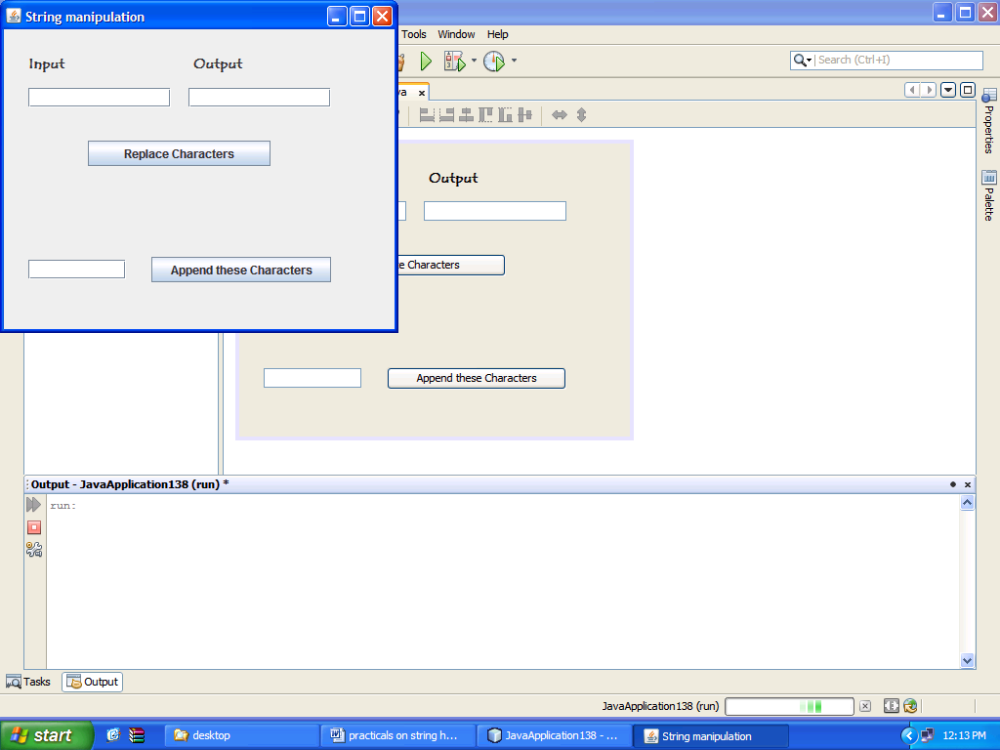 String manipulation
Tools Window Help
Input Output
Search (Ctrl+I)
va x
Replace Characters
Properties
Output
Palette
e Characters
Append these Characters
Append these Characters
Output - JavaApplication138 (run) *
run:
Tasks Output
JavaApplication138 (run)
start desktop practicals on string h... JavaApplication138 - ... String manipulation 12:13 PM